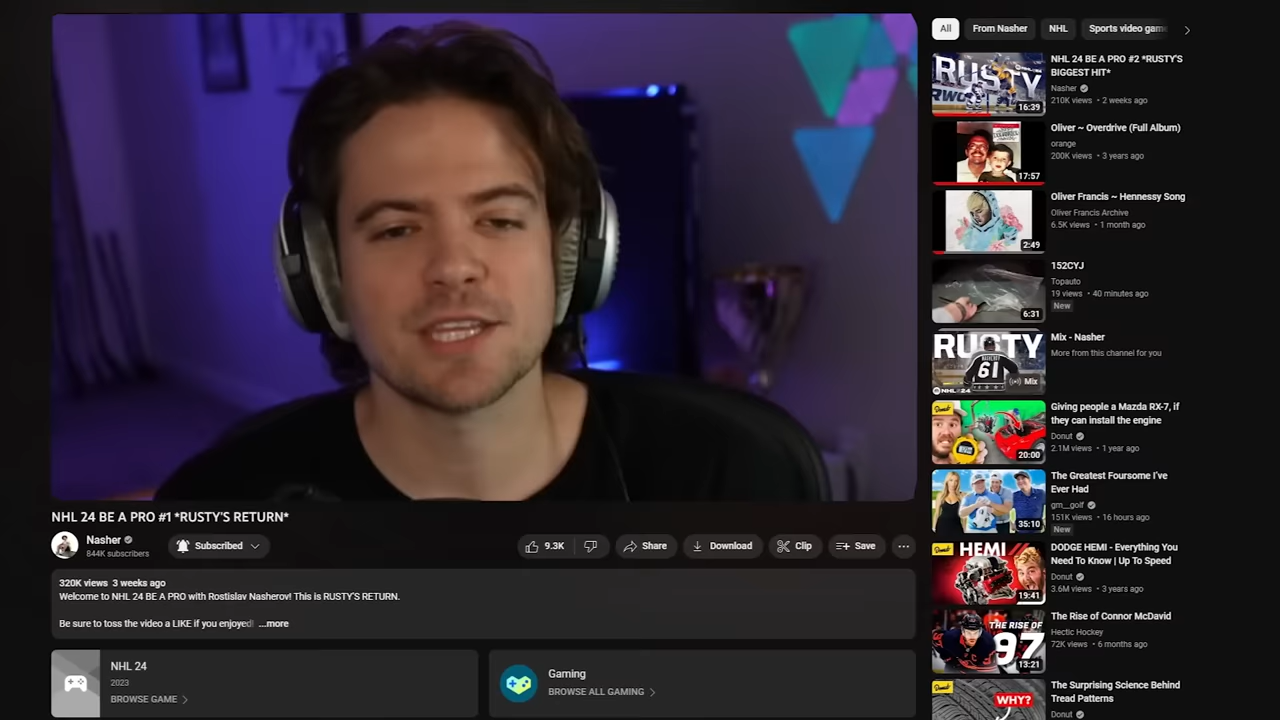 All
From Nasher
NHL
Sports video gam
RUSTY
16:39
NHL 24 BE A PRO #2 *RUSTY'S
BIGGEST HIT*
Nasher
210K views • 2 weeks ago
17:57
Oliver ~ Overdrive (Full Album)
orange
200K views • 3 years ago
2:49
Oliver Francis ~ Hennessy Song
Oliver Francis Archive
6.5K views • 1 month ago
6:31
152CYJ
Topauto
19 views • 40 minutes ago
New
RUSTY
61
NHL 24
Mix
Mix - Nasher
More from this channel for you
Donut
20:00
Giving people a Mazda RX-7, if
they can install the engine
Donut
2.1M views • 1 year ago
35:10
The Greatest Foursome I've
Ever Had
gm__golf
151K views • 16 hours ago
New
Donut
HEMI
19:41
DODGE HEMI - Everything You
Need To Know | Up To Speed
Donut
3.6M views • 3 years ago
THE RISE OF
97
13:21
The Rise of Connor McDavid
Hectic Hockey
72K views • 6 months ago
Donut
WHY?
The Surprising Science Behind
Tread Patterns
Donut
NHL 24 BE A PRO #1 *RUSTY'S RETURN*
Nasher
844K subscribers
Subscribed
9.3K
Share
Download
Clip
Save
320K views 3 weeks ago
Welcome to NHL 24 BE A PRO with Rostislav Nasherov! This is RUSTY'S RETURN.
Be sure to toss the video a LIKE if you enjoyed! ...more
NHL 24
2023
BROWSE GAME
Gaming
BROWSE ALL GAMING